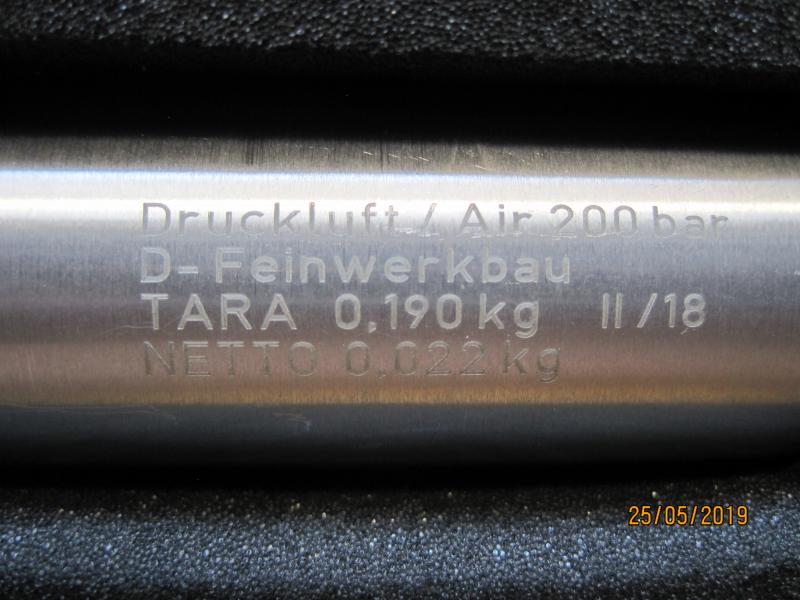 Druckluft / Air 200 bar
D-Feinwerkbau
TARA 0,190 kg II/18
NETTO 0,022 kg
25/05/2019